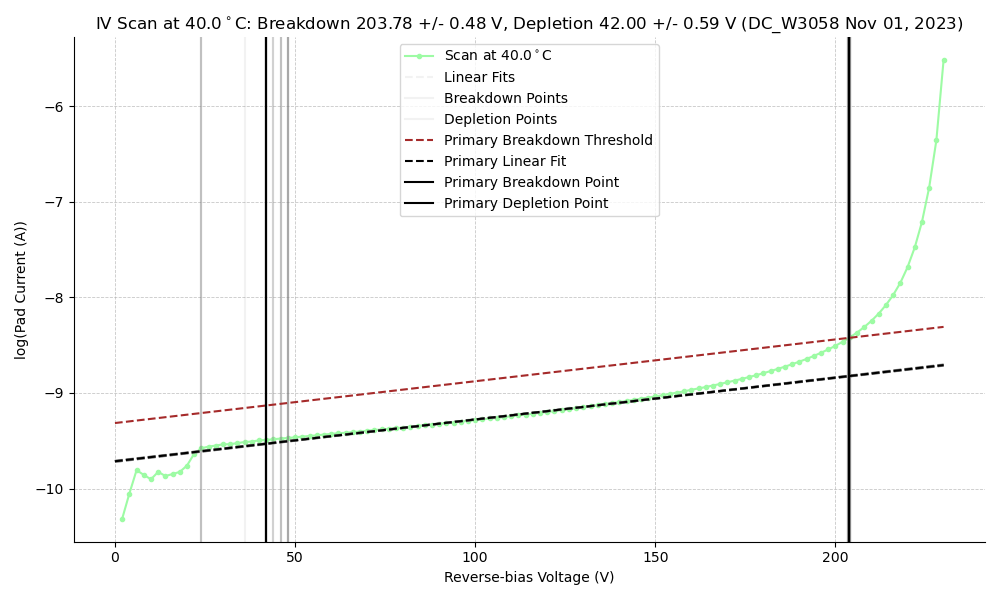 IV Scan at 40.0°C: Breakdown 203.78 +/- 0.48 V, Depletion 42.00 +/- 0.59 V (DC_W3058 Nov 01, 2023)
Scan at 40.0°C
Linear Fits
Breakdown Points
Depletion Points
Primary Breakdown Threshold
Primary Linear Fit
Primary Breakdown Point
Primary Depletion Point
log(Pad Current (A))
−6
−7
−8
−9
−10
0 50 100 150 200
Reverse-bias Voltage (V)